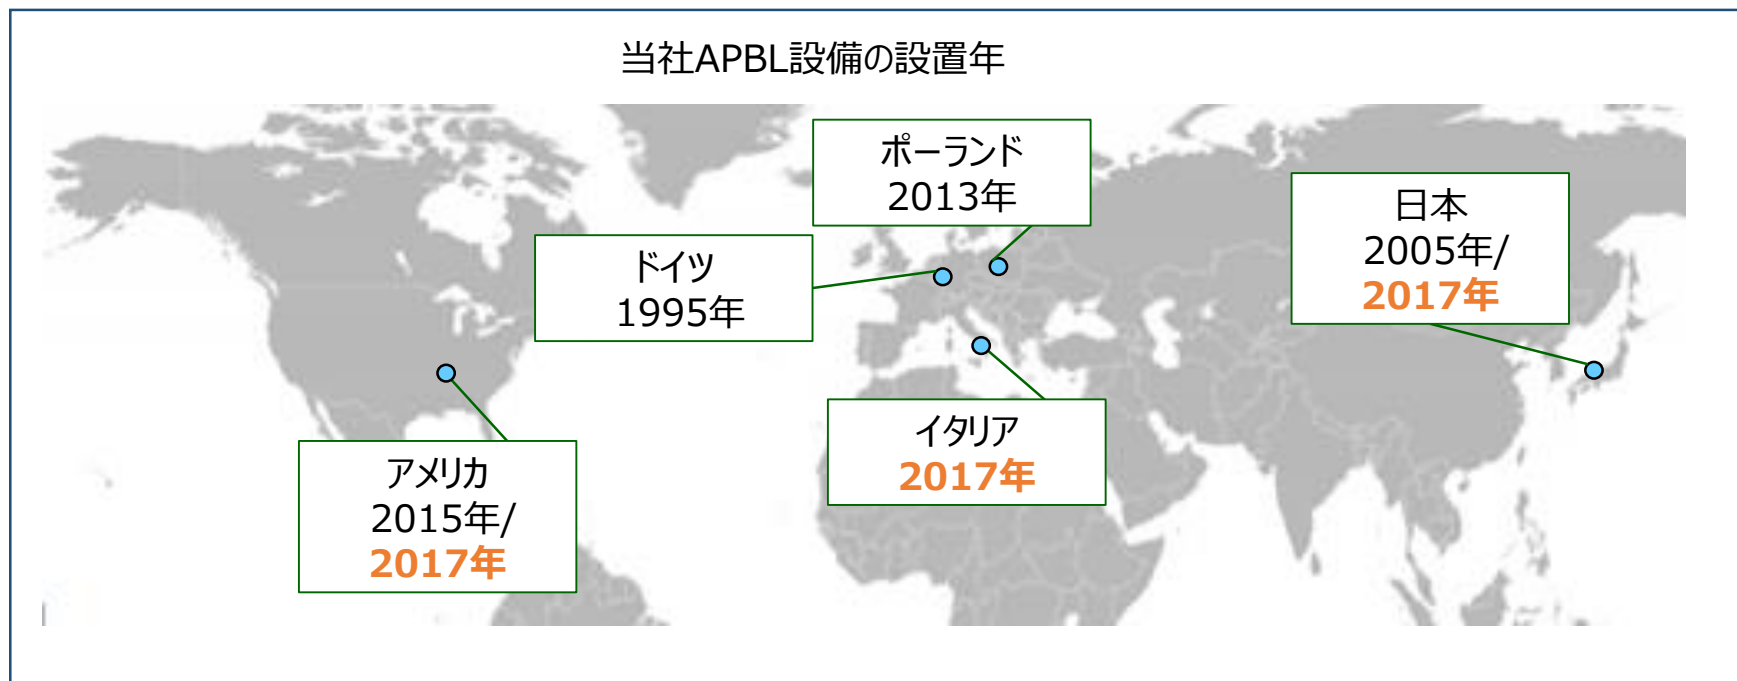 当社APBL設備の設置年
ポーランド
2013年
ドイツ
1995年
日本
2005年/
2017年
イタリア
2017年
アメリカ
2015年/
2017年